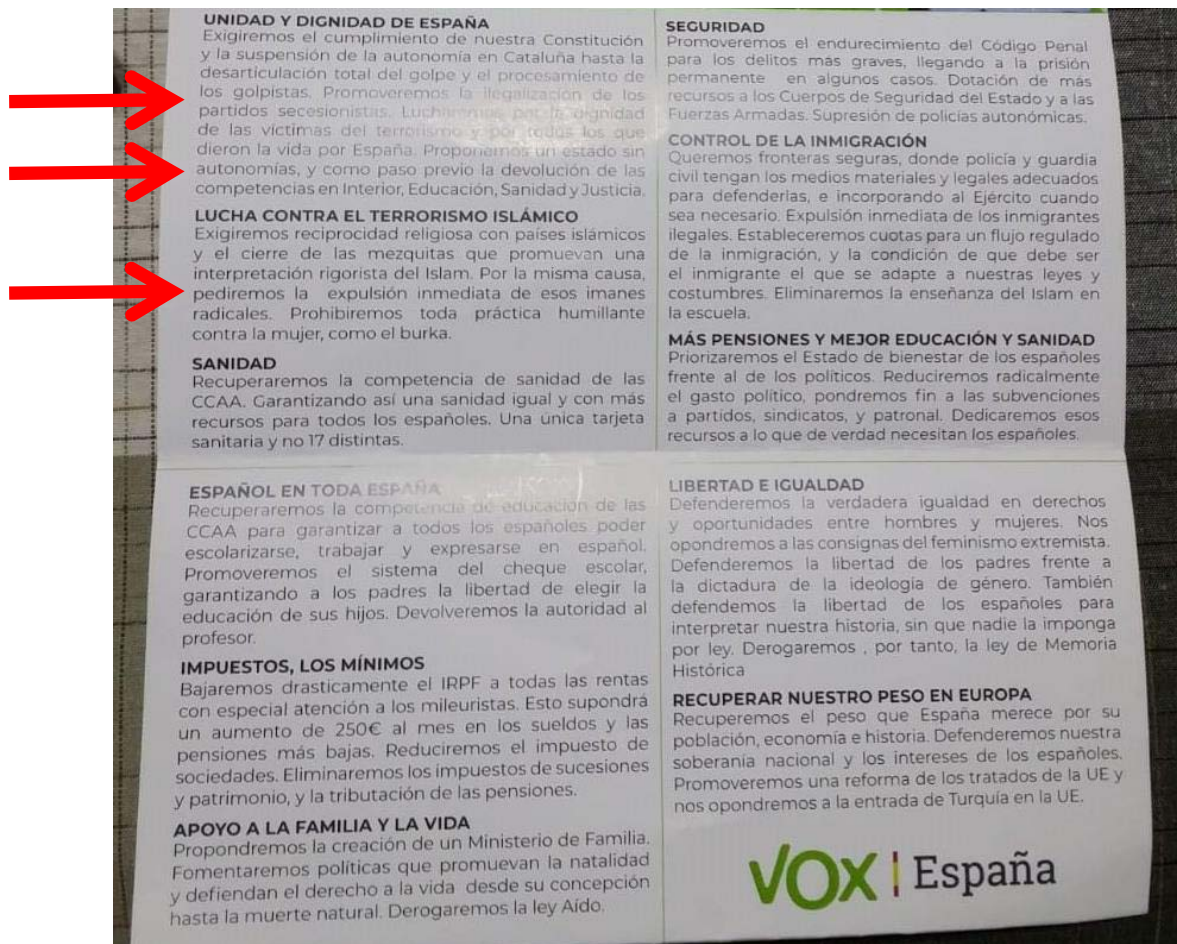 UNIDAD Y DIGNIDAD DE ESPAÑA
Exigiremos el cumplimiento de nuestra Constitución
y la suspensión de la autonomía en Cataluña hasta la
desarticulación total del golpe y el procesamiento de
los golpistas. Promoveremos la ilegalización de los
partidos secesionistas. Lucharemos por la dignidad
de las víctimas del terrorismo y por todos los que
dieron la vida por España. Proponemos un estado sin
autonomías, y como paso previo la devolución de las
competencias en Interior, Educación, Sanidad y Justicia.
LUCHA CONTRA EL TERRORISMO ISLÁMICO
Exigiremos reciprocidad religiosa con países islámicos
y el cierre de las mezquitas que promuevan una
interpretación rigorista del Islam. Por la misma causa,
pediremos la expulsión inmediata de esos imanes
radicales. Prohibiremos toda práctica humillante
contra la mujer, como el burka.
SANIDAD
Recuperaremos la competencia de sanidad de las
CCAA. Garantizando así una sanidad igual y con más
recursos para todos los españoles. Una única tarjeta
sanitaria y no 17 distintas.
SEGURIDAD
Promoveremos el endurecimiento del Código Penal
para los delitos más graves, llegando a la prisión
permanente en algunos casos. Dotación de más
recursos a los Cuerpos de Seguridad del Estado y a las
Fuerzas Armadas. Supresión de policías autonómicas.
CONTROL DE LA INMIGRACIÓN
Queremos fronteras seguras, donde policía y guardia
civil tengan los medios materiales y legales adecuados
para defenderlas, e incorporando al Ejército cuando
sea necesario. Expulsión inmediata de los inmigrantes
ilegales. Estableceremos cuotas para un flujo regulado
de la inmigración, y la condición de que debe ser
el inmigrante el que se adapte a nuestras leyes y
costumbres. Eliminaremos la enseñanza del Islam en
la escuela.
MÁS PENSIONES Y MEJOR EDUCACIÓN Y SANIDAD
Priorizaremos el Estado de bienestar de los españoles
frente al de los políticos. Reduciremos radicalmente
el gasto político, pondremos fin a las subvenciones
a partidos, sindicatos, y patronal. Dedicaremos esos
recursos a lo que de verdad necesitan los españoles.
ESPAÑOL EN TODA ESPAÑA
Recuperaremos la competencia de educación de las
CCAA para garantizar a todos los españoles poder
escolarizarse, trabajar y expresarse en español.
Promoveremos el sistema del cheque escolar,
garantizando a los padres la libertad de elegir la
educación de sus hijos. Devolveremos la autoridad al
profesor.
IMPUESTOS, LOS MÍNIMOS
Bajaremos drasticamente el IRPF a todas las rentas
con especial atención a los mileuristas. Esto supondrá
un aumento de 250€ al mes en los sueldos y las
pensiones más bajas. Reduciremos el impuesto de
sociedades. Eliminaremos los impuestos de sucesiones
y patrimonio, y la tributación de las pensiones.
APOYO A LA FAMILIA Y LA VIDA
Propondremos la creación de un Ministerio de Familia.
Fomentaremos políticas que promuevan la natalidad
y defiendan el derecho a la vida desde su concepción
hasta la muerte natural. Derogaremos la ley Aído.
LIBERTAD E IGUALDAD
Defenderemos la verdadera igualdad en derechos
y oportunidades entre hombres y mujeres. Nos
opondremos a las consignas del feminismo extremista.
Defenderemos la libertad de los padres frente a
la dictadura de la ideología de género. También
defendemos la libertad de los españoles para
interpretar nuestra historia, sin que nadie la imponga
por ley. Derogaremos , por tanto, la ley de Memoria
Histórica
RECUPERAR NUESTRO PESO EN EUROPA
Recuperemos el peso que España merece por su
población, economía e historia. Defenderemos nuestra
soberanía nacional y los intereses de los españoles.
Promoveremos una reforma de los tratados de la UE y
nos opondremos a la entrada de Turquía en la UE.
VOX España